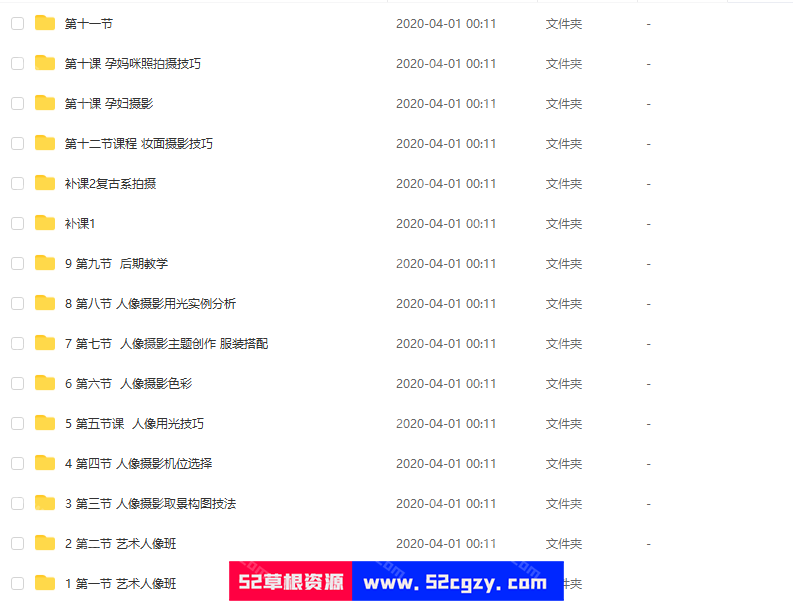 第十一节 2020-04-01 00:11 文件夹 -
第十课 孕妈咪照拍摄技巧 2020-04-01 00:11 文件夹 -
第十课 孕妇摄影 2020-04-01 00:11 文件夹 -
第十二节课程 妆面摄影技巧 2020-04-01 00:11 文件夹 -
补课2复古系拍摄 2020-04-01 00:11 文件夹 -
补课1 2020-04-01 00:11 文件夹 -
9 第九节 后期教学 2020-04-01 00:11 文件夹 -
8 第八节 人像摄影用光实例分析 2020-04-01 00:11 文件夹 -
7 第七节 人像摄影主题创作 服装搭配 2020-04-01 00:11 文件夹 -
6 第六节 人像摄影色彩 2020-04-01 00:11 文件夹 -
5 第五节课 人像用光技巧 2020-04-01 00:11 文件夹 -
4 第四节 人像摄影机位选择 2020-04-01 00:11 文件夹 -
3 第三节 人像摄影取景构图技法 2020-04-01 00:11 文件夹 -
2 第二节 艺术人像班 2020-04-01 00:11 文件夹 -
1 第一节 艺术人像班 件夹 -
52草根资源 www.52cgzy.com